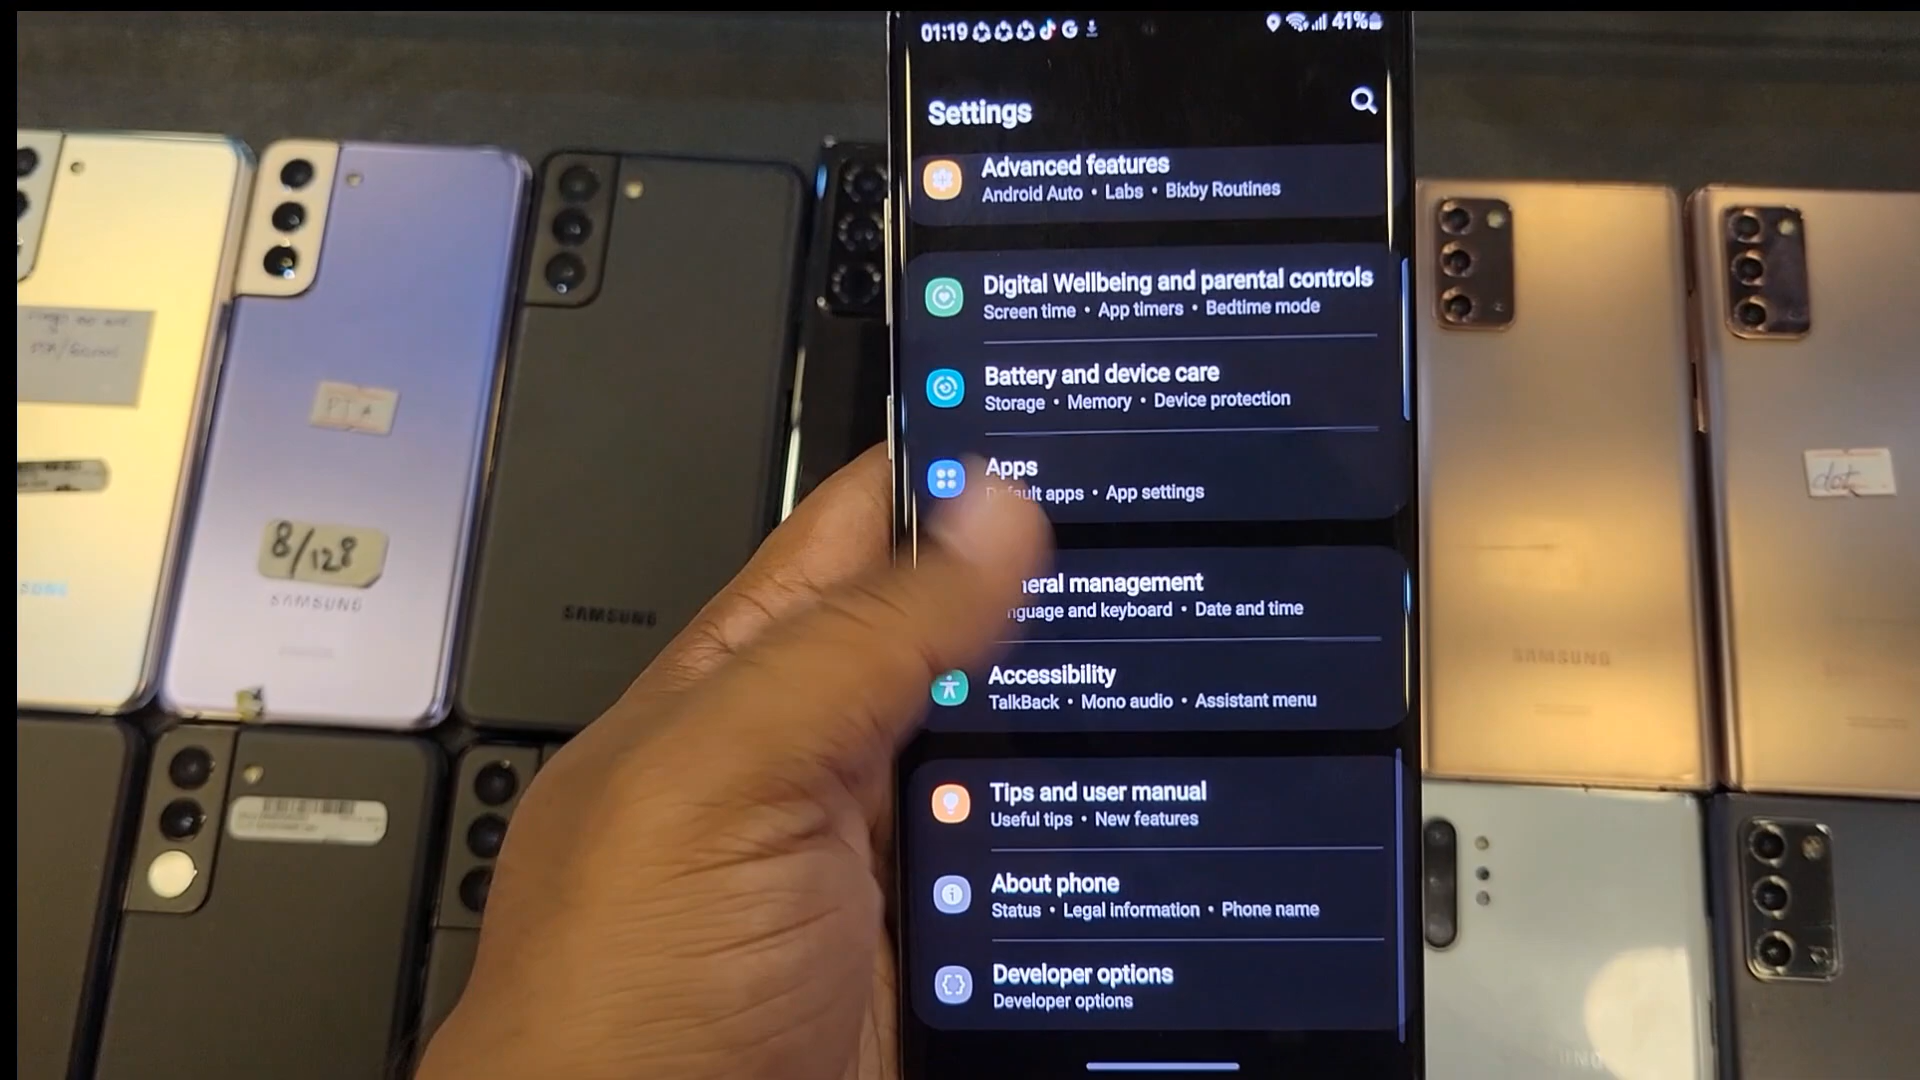 01:19
41%
Settings
Advanced features
Android Auto • Labs • Bixby Routines
Digital Wellbeing and parental controls
Screen time • App timers • Bedtime mode
Battery and device care
Storage • Memory • Device protection
Apps
apps • App settings
management
and keyboard • Date and time
Accessibility
TalkBack • Mono audio • Assistant menu
Tips and user manual
Useful tips • New features
About phone
Status • Legal information • Phone name
Developer options
Developer options
PTA
8/128
SAMSUNG
SAMSUNG
SAMSUNG
dot